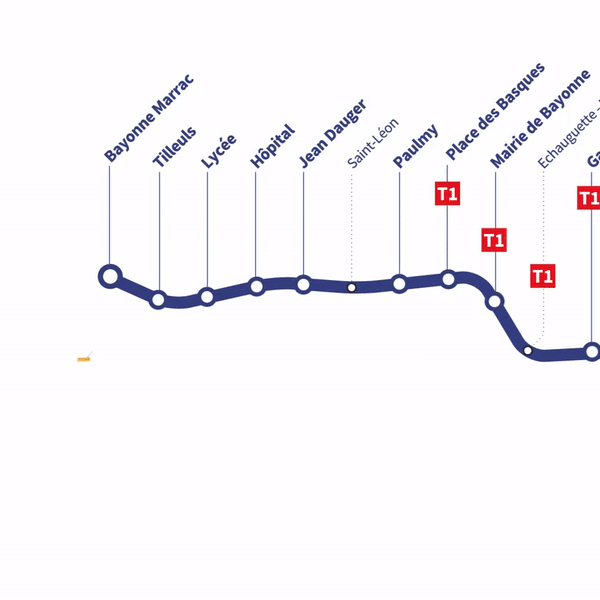 Bayonne Marrac
Tilleuls
Lycée
Hôpital
Jean Dauger
Saint-Léon
Paulmy
Place des Basques
Mairie de Bayonne
Echauguette
T1
T1
T1
T1